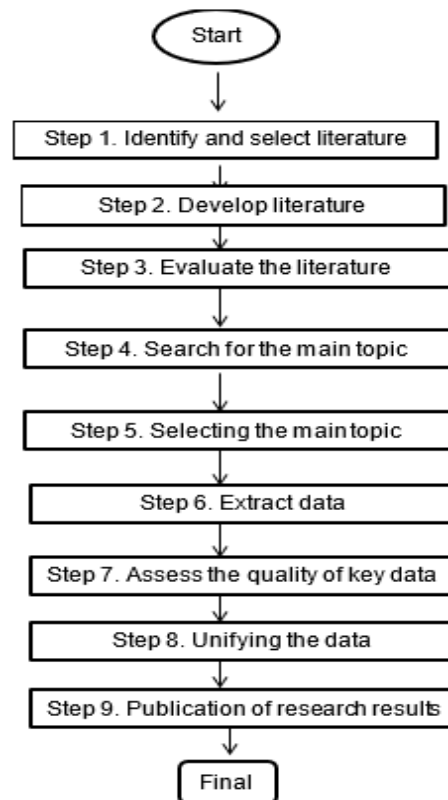 Start
Step 1. Identify and select literature
Step 2. Develop literature
Step 3. Evaluate the literature
Step 4. Search for the main topic
Step 5. Selecting the main topic
Step 6. Extract data
Step 7. Assess the quality of key data
Step 8. Unifying the data
Step 9. Publication of research results
Final